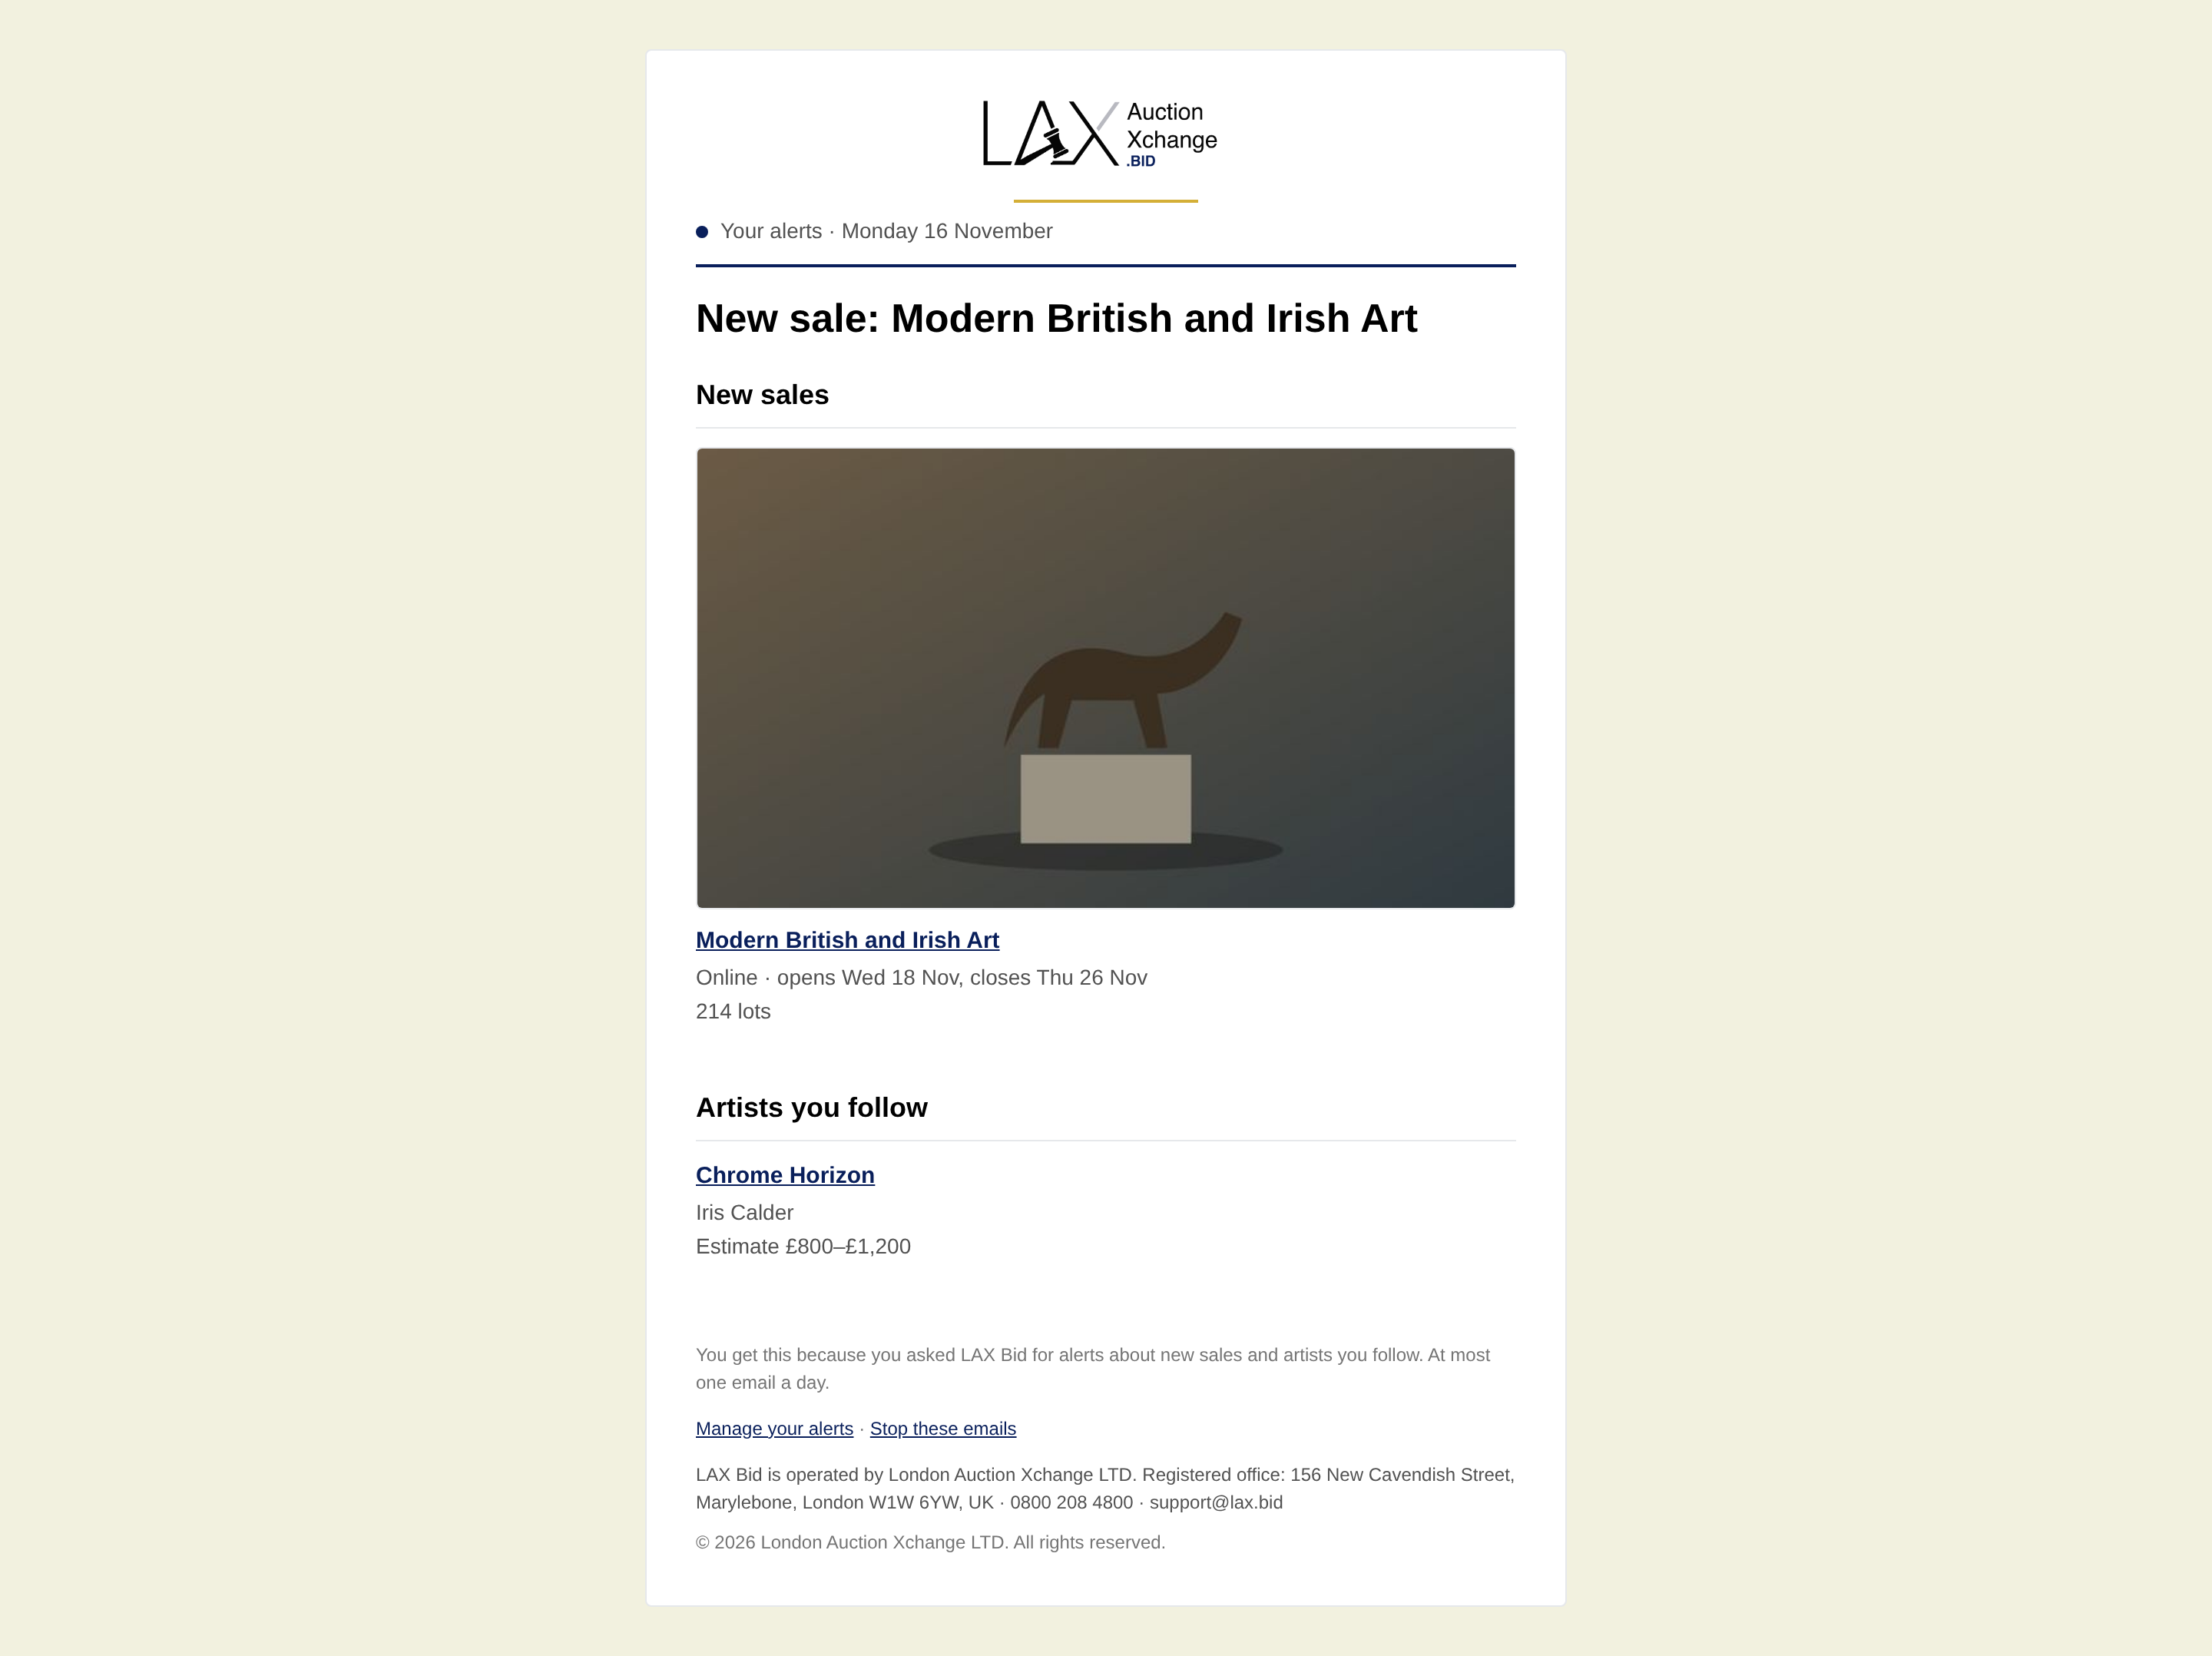 LAX Auction
Xchange
.BID
Your alerts · Monday 16 November
New sale: Modern British and Irish Art
New sales
Modern British and Irish Art
Online · opens Wed 18 Nov, closes Thu 26 Nov
214 lots
Artists you follow
Chrome Horizon
Iris Calder
Estimate £800–£1,200
You get this because you asked LAX Bid for alerts about new sales and artists you follow. At most
one email a day.
Manage your alerts · Stop these emails
LAX Bid is operated by London Auction Xchange LTD. Registered office: 156 New Cavendish Street,
Marylebone, London W1W 6YW, UK · 0800 208 4800 · support@lax.bid
© 2026 London Auction Xchange LTD. All rights reserved.